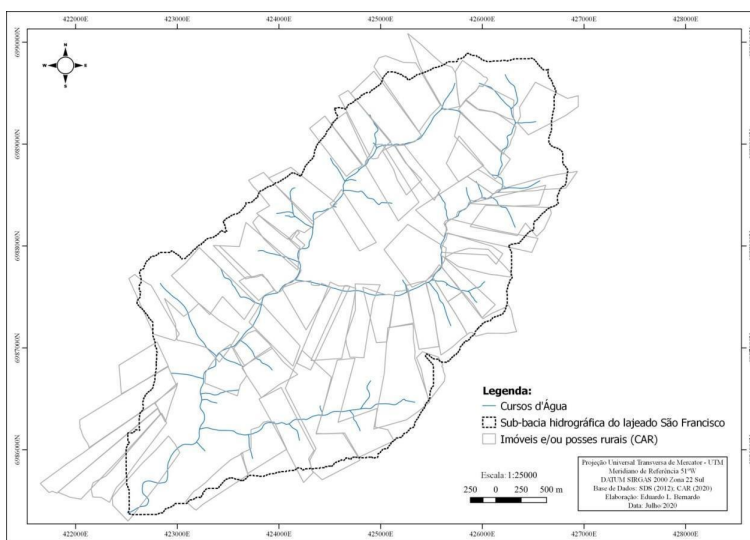 422000E 423000E 424000E 425000E 426000E 427000E 428000E
N
W E
S
6990000N
6989000N
6988000N
6987000N
6986000N
Legenda:
Cursos d'Água
Sub-bacia hidrográfica do lajeado São Francisco
Imóveis e/ou posses rurais (CAR)
Escala: 1:25000
250 0 250 500 m
Projeção Universal Transversa de Mercator - UTM
Meridiano de Referência 51°W
DATUM SIRGAS 2000 Zona 22 Sul
Base de Dados: SDS (2012); CAR (2020)
Elaboração: Eduardo L. Bernardo
Data: Julho 2020
422000E 423000E 424000E 425000E 426000E 427000E 428000E